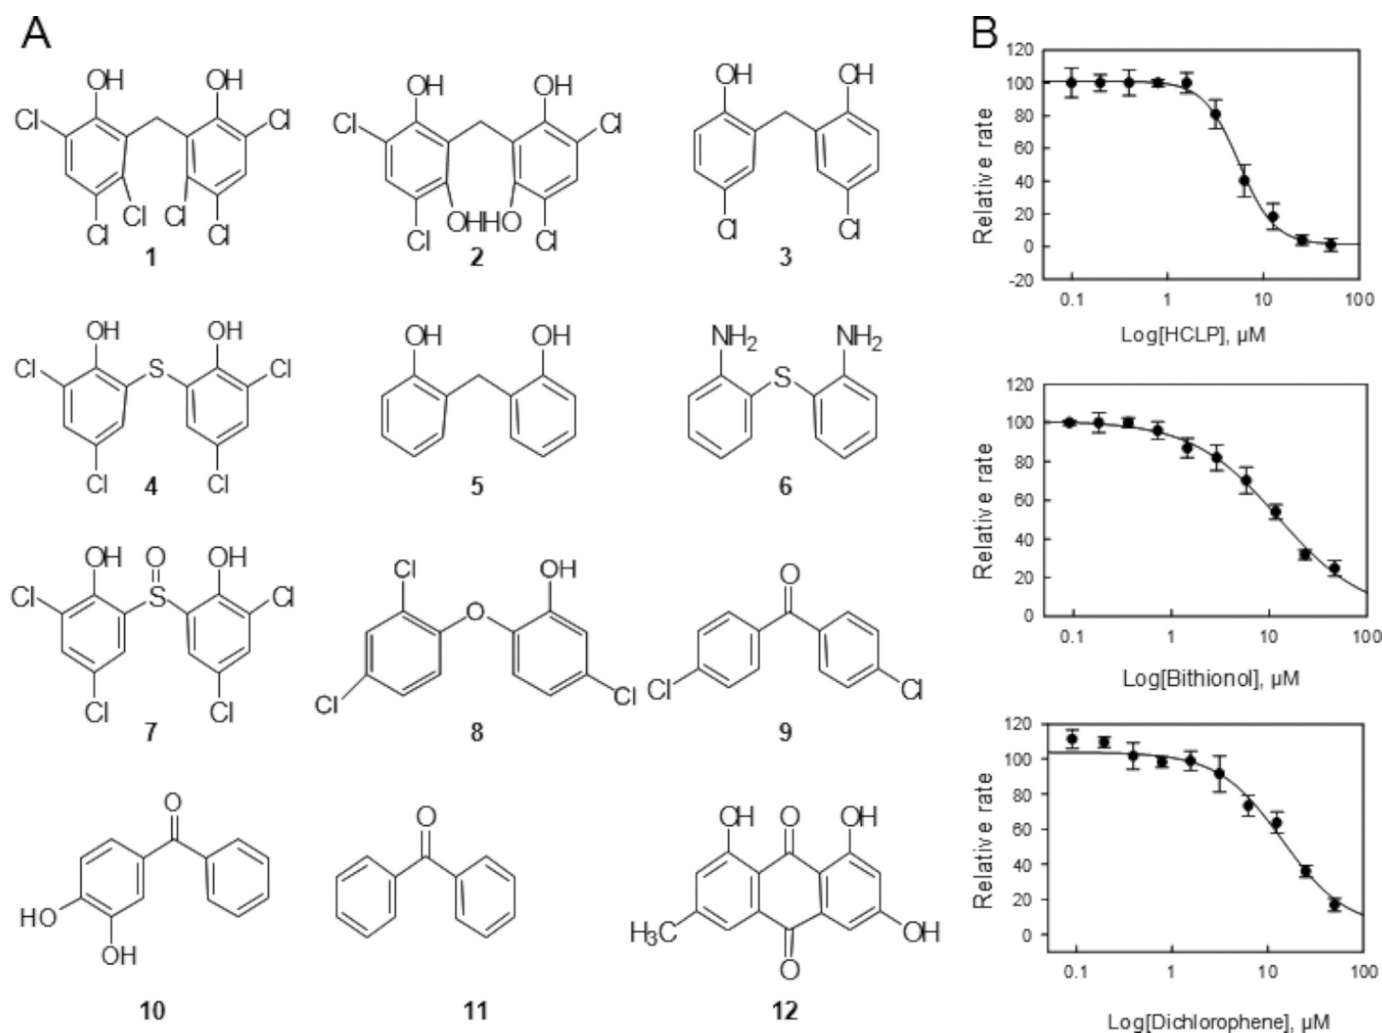 A
OH OH
Cl Cl
Cl Cl Cl Cl
1
OH OH
Cl Cl
OH HO
Cl Cl
2
OH OH
Cl Cl
3
OH OH
Cl S Cl
Cl Cl
4
OH OH
5
NH2 NH2
S
6
OH O OH
Cl S Cl
Cl Cl
7
Cl OH
O
Cl Cl
8
O
Cl Cl
9
O
HO
OH
10
O
11
OH O OH
H3C OH
O
12
B
120
100
80
60
40
20
0
-20
Relative rate
0.1 1 10 100
Log[HCLP], µM
120
100
80
60
40
20
0
Relative rate
0.1 1 10 100
Log[Bithionol], µM
120
100
80
60
40
20
0
Relative rate
0.1 1 10 100
Log[Dichlorophene], µM